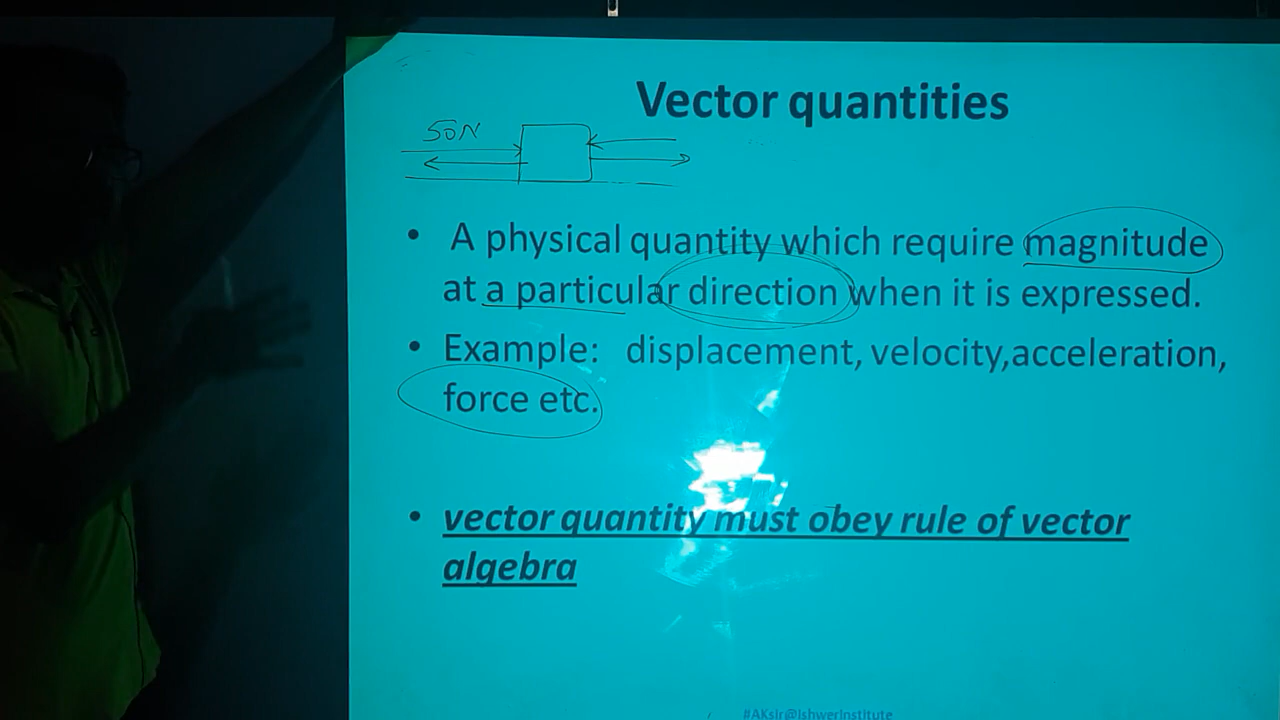 Vector quantities
50N
• A physical quantity which require magnitude
at a particular direction when it is expressed.
• Example: displacement, velocity,acceleration,
force etc.
• vector quantity must obey rule of vector
algebra
#AKsir@IshwerInstitute